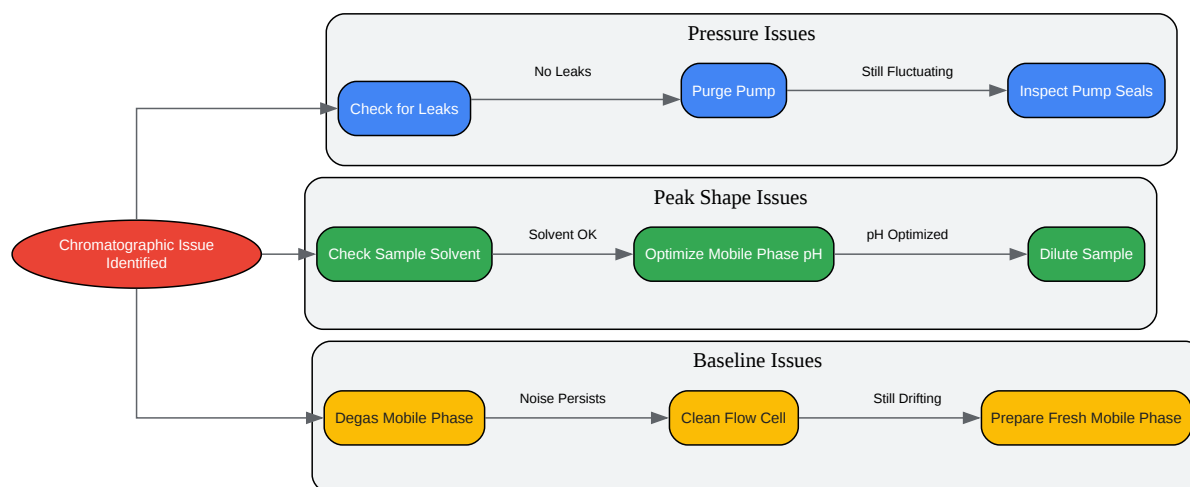 Pressure Issues
No Leaks
Still Fluctuating
Check for Leaks
Purge Pump
Inspect Pump Seals
Chromatographic Issue
Identified
Peak Shape Issues
Solvent OK
pH Optimized
Check Sample Solvent
Optimize Mobile Phase pH
Dilute Sample
Baseline Issues
Noise Persists
Still Drifting
Degas Mobile Phase
Clean Flow Cell
Prepare Fresh Mobile Phase